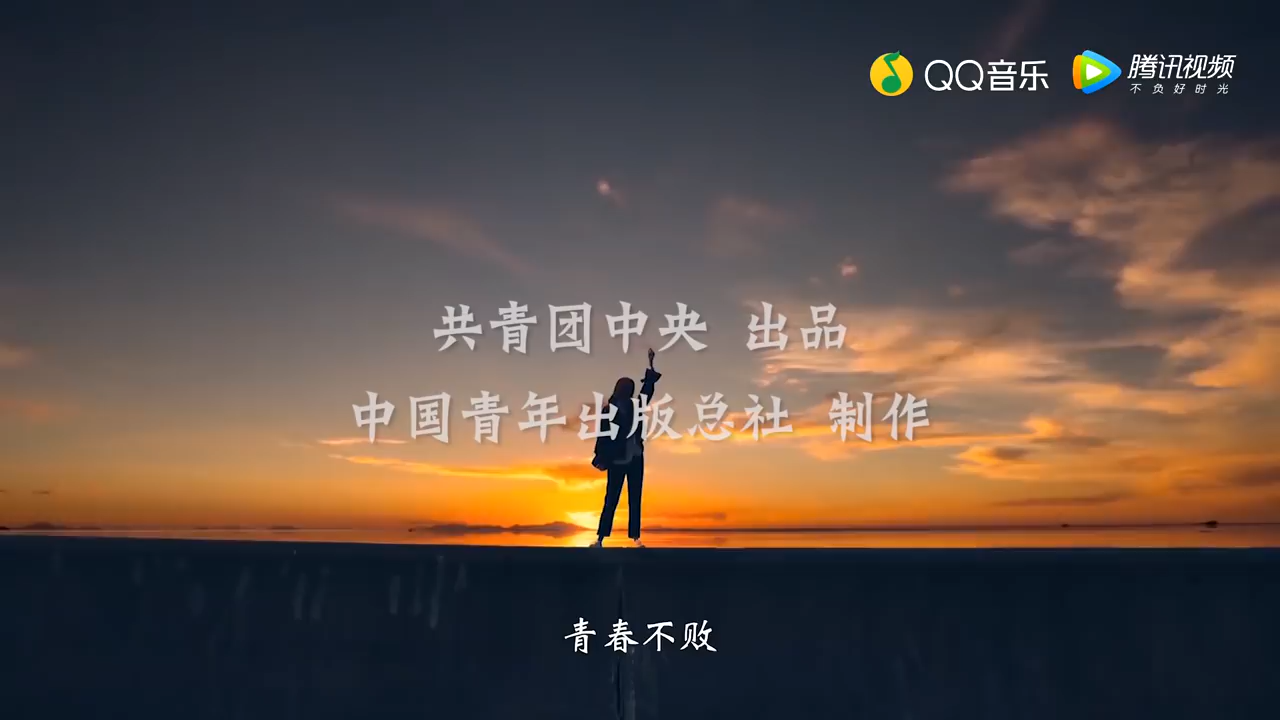 QQ音乐
腾讯视频
不负好时光
共青团中央 出品
中国青年出版总社 制作
青春不败